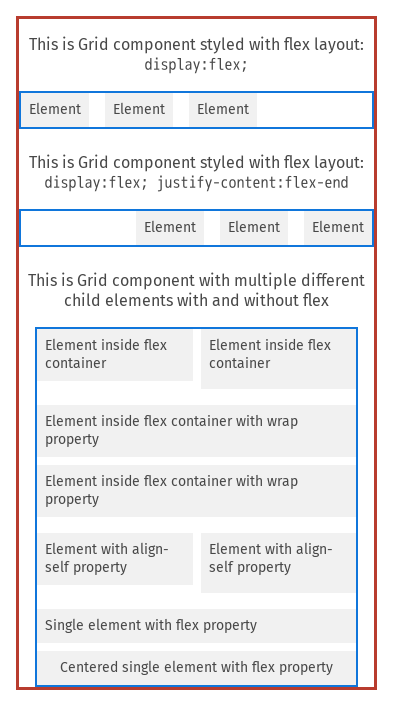 This is Grid component styled with flex layout:
display:flex;
Element Element Element
This is Grid component styled with flex layout:
display:flex; justify-content:flex-end
Element Element Element
This is Grid component with multiple different
child elements with and without flex
Element inside flex
container
Element inside flex
container
Element inside flex container with wrap
property
Element inside flex container with wrap
property
Element with align-
self property
Element with align-
self property
Single element with flex property
Centered single element with flex property